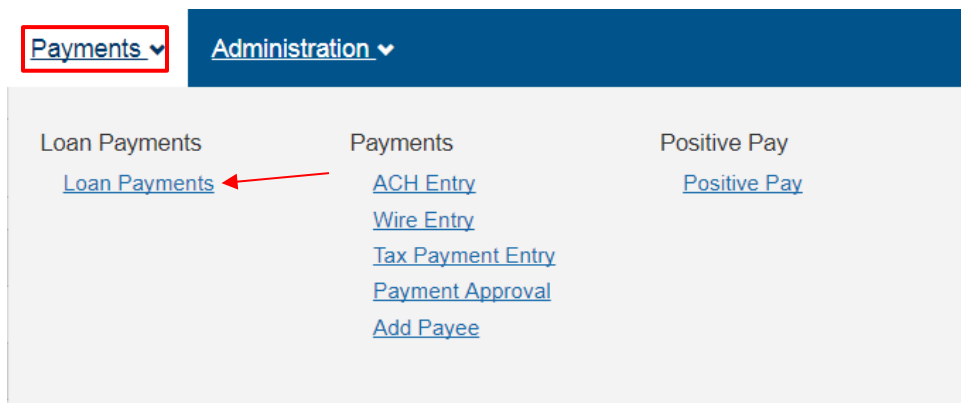 Payments
Administration
Loan Payments
Loan Payments
Payments
ACH Entry
Wire Entry
Tax Payment Entry
Payment Approval
Add Payee
Positive Pay
Positive Pay